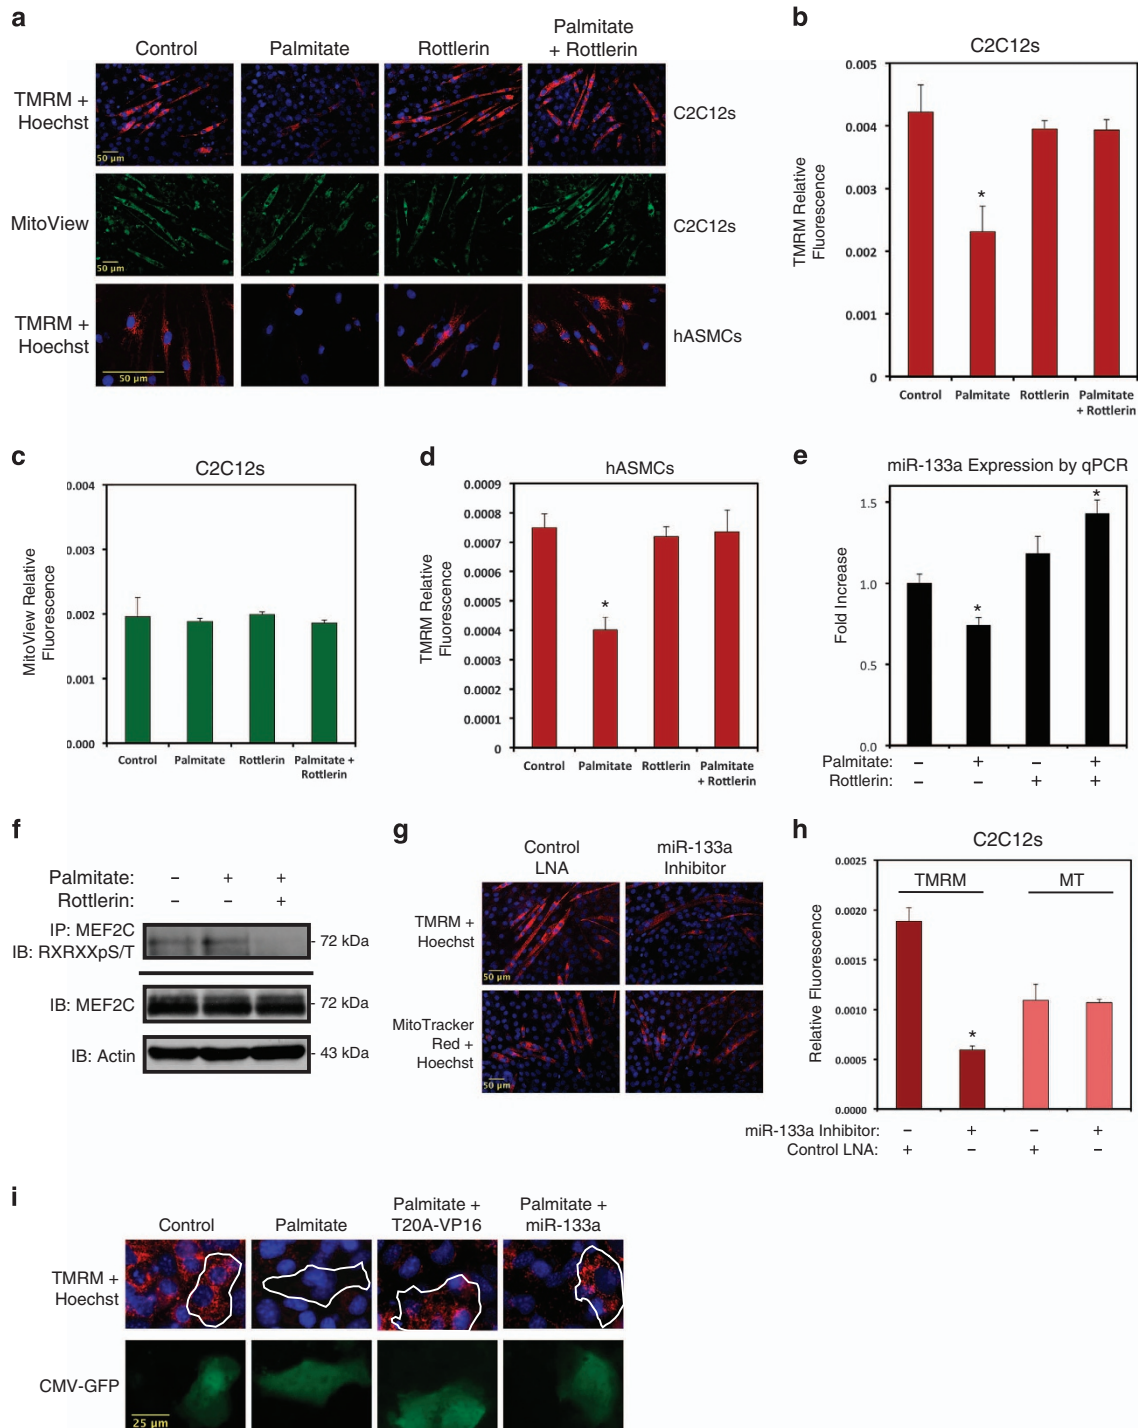 a
Control
Palmitate
Rottlerin
Palmitate
+ Rottlerin
TMRM +
Hoechst
50 µm
C2C12s
MitoView
50 µm
C2C12s
TMRM +
Hoechst
50 µm
hASMCs
b
C2C12s
TMRM Relative
Fluorescence
0.005
0.004
0.003
0.002
0.001
0
*
Control
Palmitate
Rottlerin
Palmitate
+ Rottlerin
c
C2C12s
MitoView Relative
Fluorescence
0.004
0.003
0.002
0.001
0.000
Control
Palmitate
Rottlerin
Palmitate +
Rottlerin
d
hASMCs
TMRM Relative
Fluorescence
0.0009
0.0008
0.0007
0.0006
0.0005
0.0004
0.0003
0.0002
0.0001
0
*
Control
Palmitate
Rottlerin
Palmitate
+ Rottlerin
e
miR-133a Expression by qPCR
Fold Increase
1.5
1.0
0.5
0.0
*
*
Palmitate: – + – +
Rottlerin: – – + +
f
Palmitate: – + +
Rottlerin: – – +
IP: MEF2C
IB: RXRXXpS/T
- 72 kDa
IB: MEF2C
- 72 kDa
IB: Actin
- 43 kDa
g
Control
LNA
miR-133a
Inhibitor
TMRM +
Hoechst
50 µm
MitoTracker
Red +
Hoechst
50 µm
h
C2C12s
Relative Fluorescence
0.0025
0.0020
0.0015
0.0010
0.0005
0.0000
TMRM
MT
*
miR-133a Inhibitor: – + – +
Control LNA: + – + –
i
Control
Palmitate
Palmitate +
T20A-VP16
Palmitate +
miR-133a
TMRM +
Hoechst
CMV-GFP
25 µm